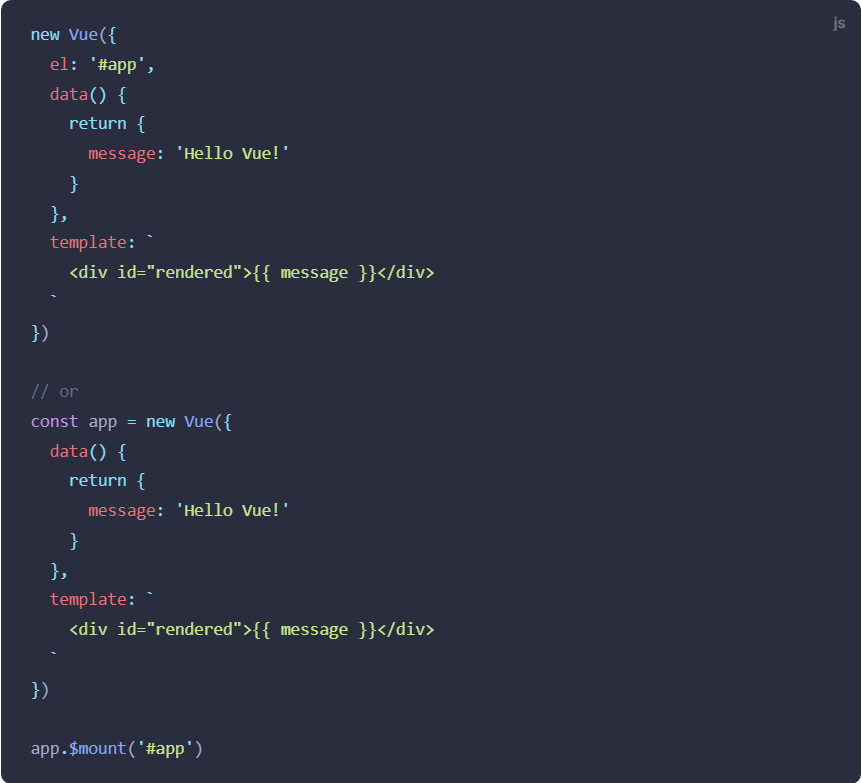 js
new Vue({
  el: '#app',
  data() {
    return {
      message: 'Hello Vue!'
    }
  },
  template: `
    <div id="rendered">{{ message }}</div>
  `
})

// or
const app = new Vue({
  data() {
    return {
      message: 'Hello Vue!'
    }
  },
  template: `
    <div id="rendered">{{ message }}</div>
  `
})

app.$mount('#app')